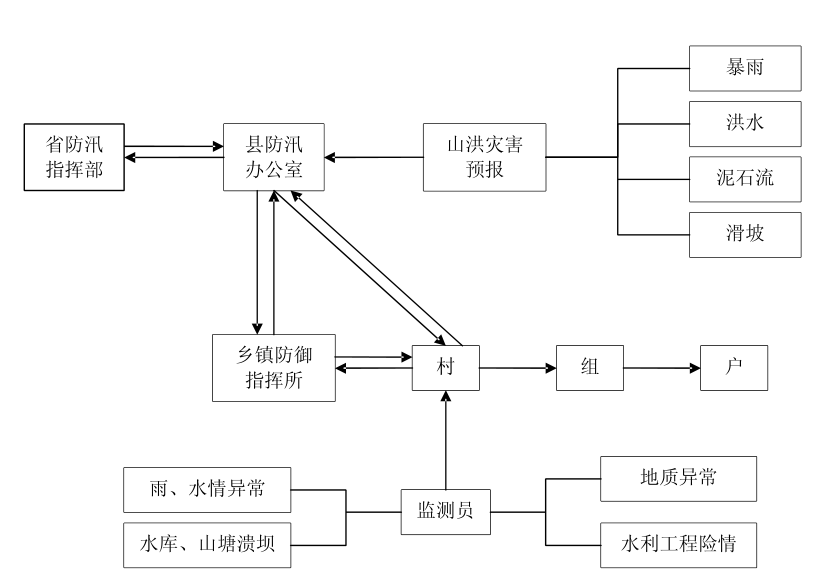 暴雨
洪水
泥石流
滑坡
省防汛
指挥部
县防汛
办公室
山洪灾害
预报
乡镇防御
指挥所
村
组
户
雨、水情异常
水库、山塘溃坝
监测员
地质异常
水利工程险情